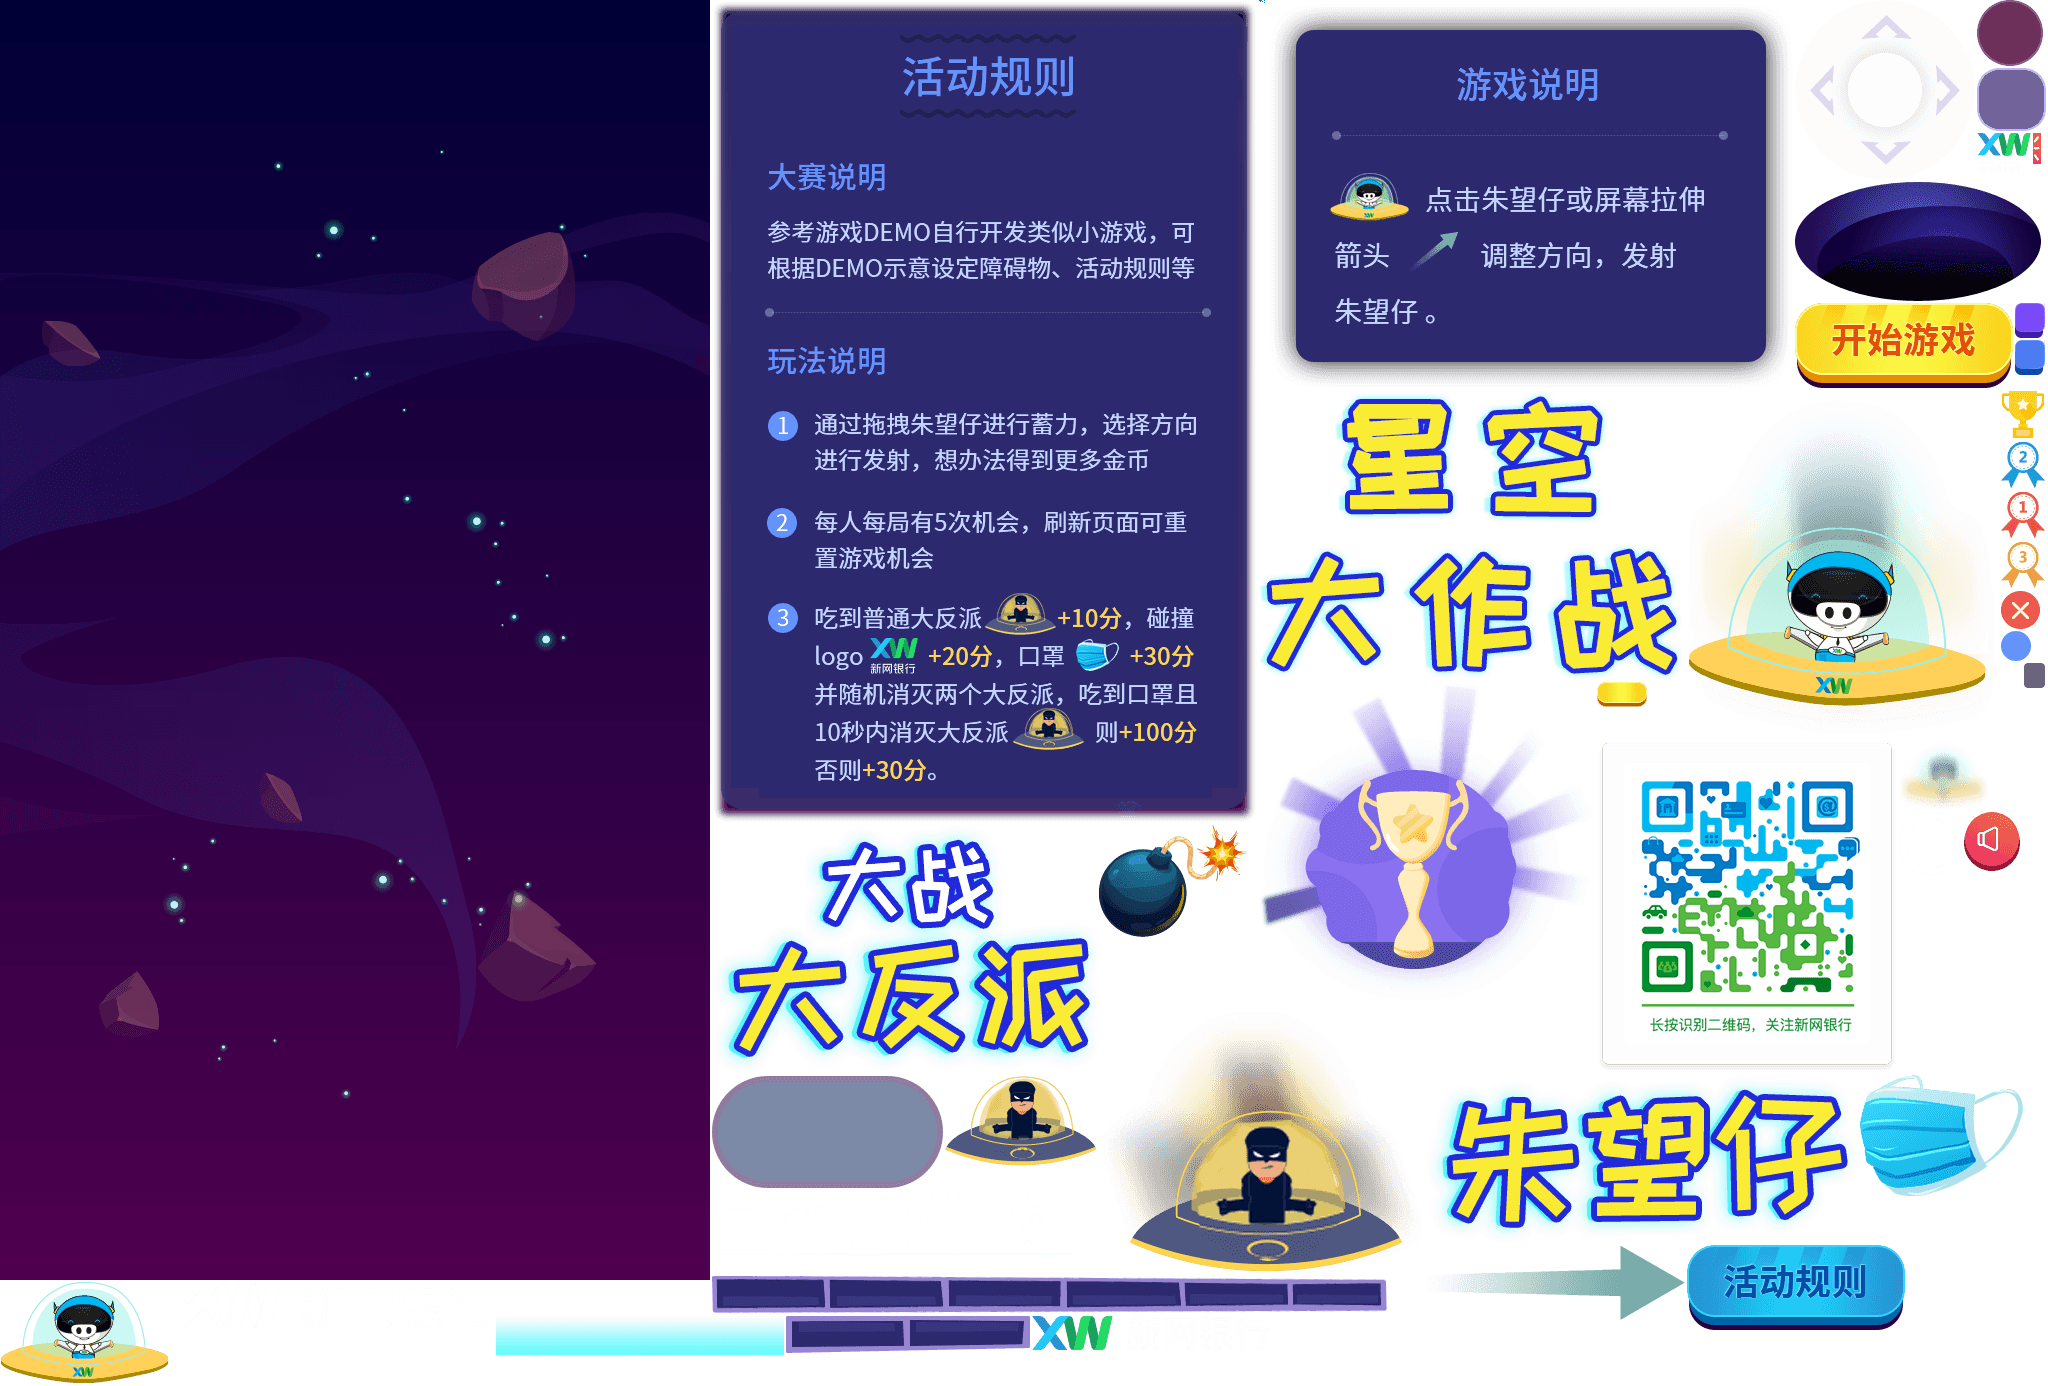 活动规则
大赛说明
参考游戏DEMO自行开发类似小游戏，可
根据DEMO示意设定障碍物、活动规则等
玩法说明
1 通过拖拽朱望仔进行蓄力，选择方向
进行发射，想办法得到更多金币
2 每人每局有5次机会，刷新页面可重
置游戏机会
3 吃到普通大反派 +10分，碰撞
logo XW 新网银行 +20分，口罩 +30分
并随机消灭两个大反派，吃到口罩且
10秒内消灭大反派 则+100分
否则+30分。
游戏说明
点击朱望仔或屏幕拉伸
箭头 调整方向，发射
朱望仔。
XW
开始游戏
2
1
3
星空
大作战
XW
大战
大反派
长按识别二维码，关注新网银行
朱望仔
活动规则
XW
XW